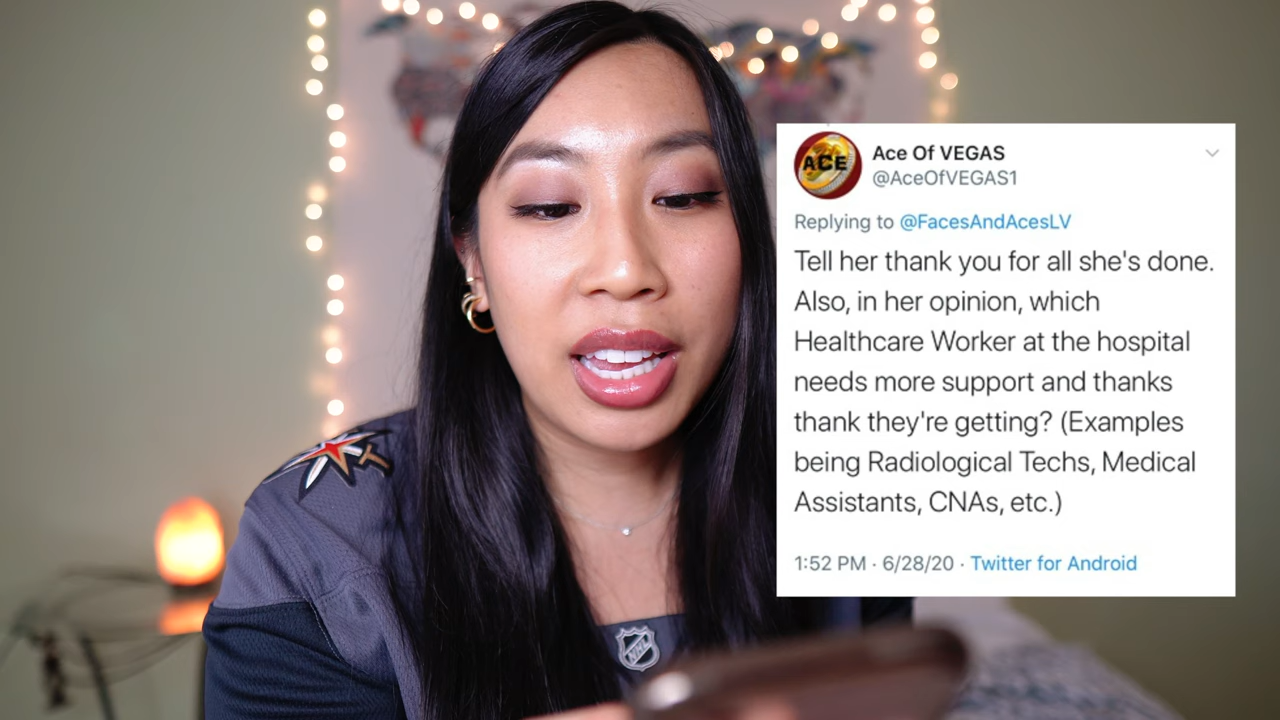 ACE
Ace Of VEGAS
@AceOfVEGAS1
Replying to @FacesAndAcesLV
Tell her thank you for all she's done.
Also, in her opinion, which
Healthcare Worker at the hospital
needs more support and thanks
thank they're getting? (Examples
being Radiological Techs, Medical
Assistants, CNAs, etc.)
1:52 PM · 6/28/20 · Twitter for Android
NHL